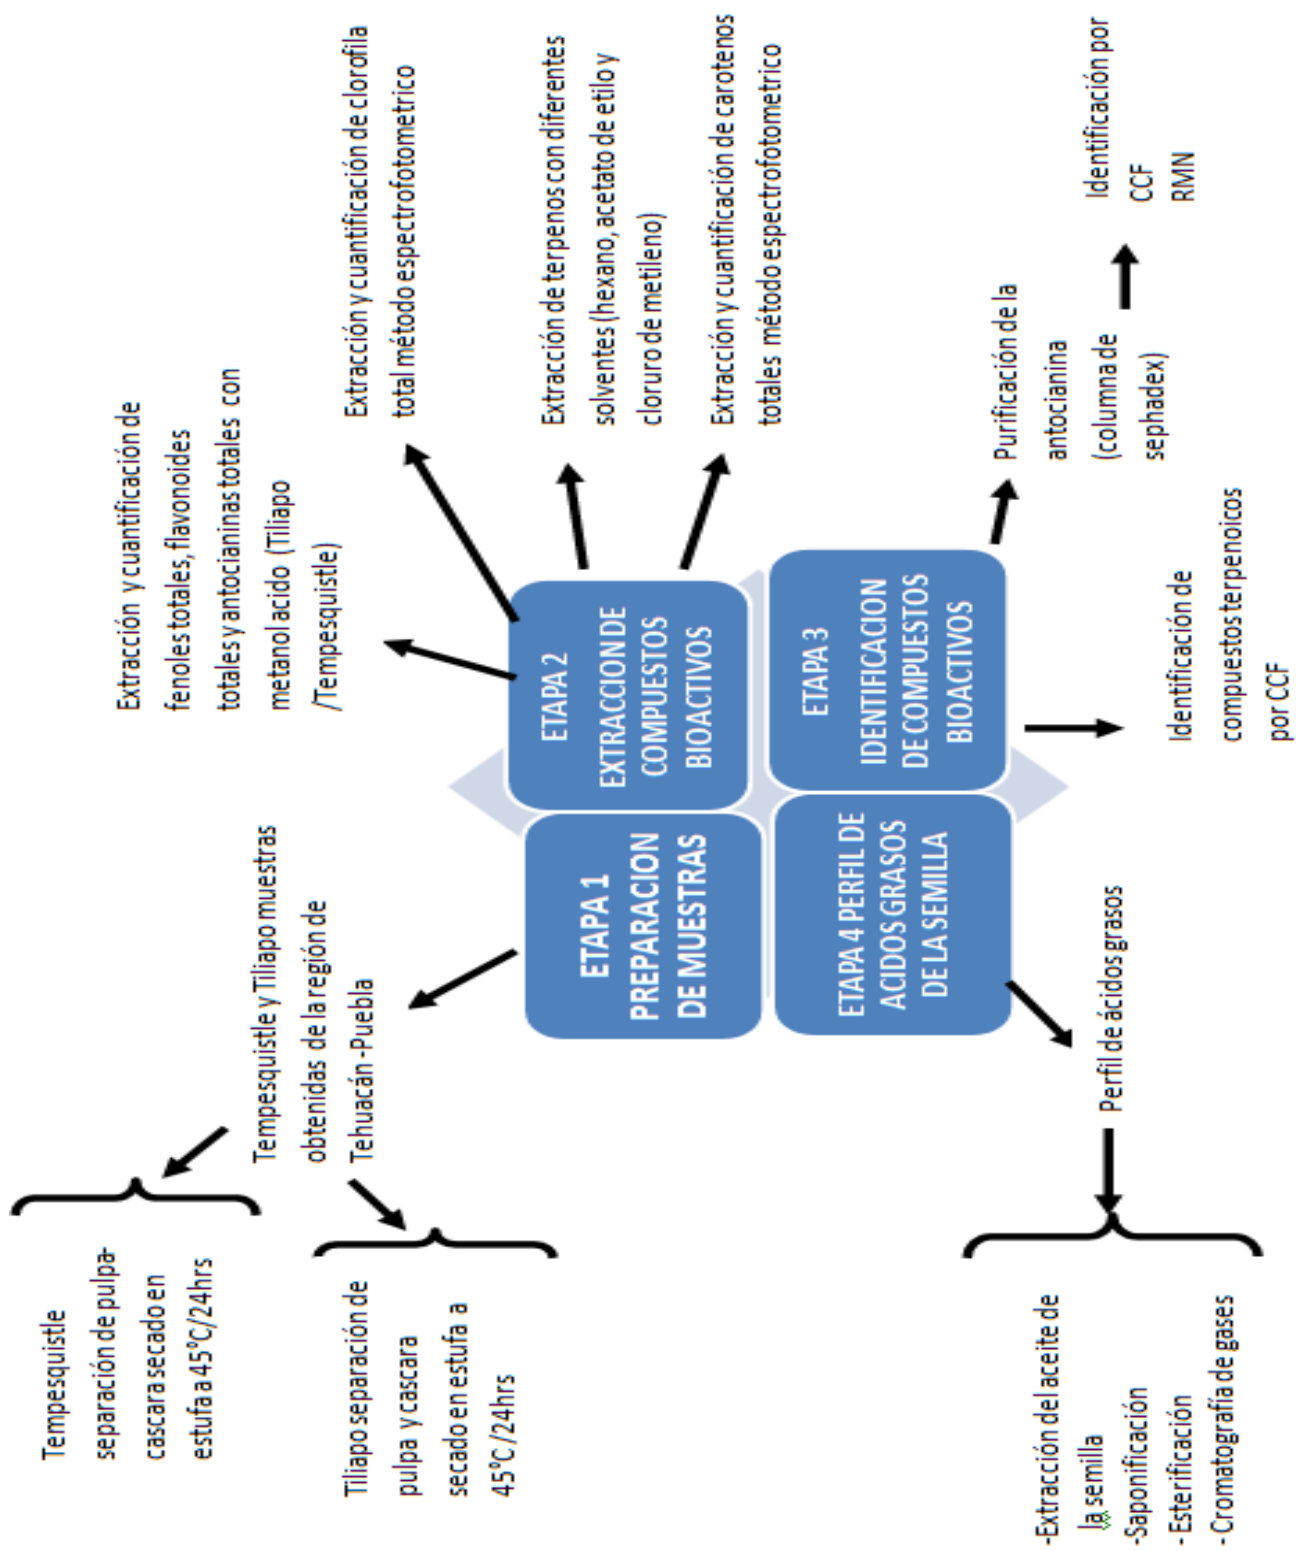 Tempesquistle
separación de pulpa-
cascara secado en
estufa a 45ºC/24hrs
Tiliapo separación de
pulpa y cascara
secado en estufa a
45ºC /24hrs
Tempesquistle y Tiliapo muestras
obtenidas de la región de
Tehuacán -Puebla
ETAPA 1
PREPARACION
DE MUESTRAS
ETAPA 2
EXTRACCION DE
COMPUESTOS
BIOACTIVOS
Extracción y cuantificación de
fenoles totales, flavonoides
totales y antocianinas totales con
metanol acido (Tiliapo
/Tempesquistle)
Extracción y cuantificación de clorofila
total método espectrofotometrico
Extracción de terpenos con diferentes
solventes (hexano, acetato de etilo y
cloruro de metileno)
Extracción y cuantificación de carotenos
totales método espectrofotometrico
ETAPA 3
IDENTIFICACION
DE COMPUESTOS
BIOACTIVOS
Purificación de la
antocianina
(columna de
sephadex)
Identificación por
CCF
RMN
Identificación de
compuestos terpenoicos
por CCF
ETAPA 4 PERFIL DE
ACIDOS GRASOS
DE LA SEMILLA
Perfil de ácidos grasos
-Extracción del aceite de
la semilla
-Saponificación
- Esterificación
- Cromatografía de gases